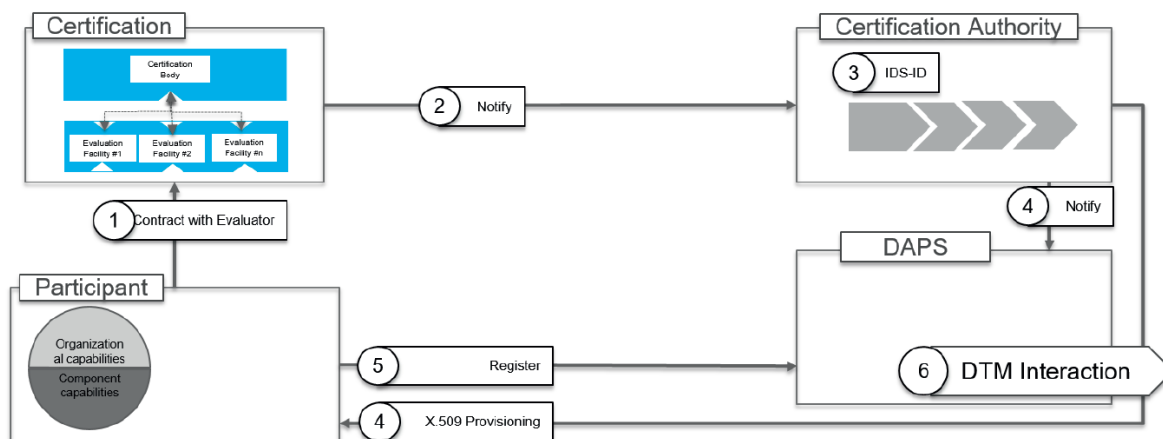 Certification
Certification
Body
Evaluation
Facility #1
Evaluation
Facility #2
Evaluation
Facility #n
2
Notify
Certification Authority
3
IDS-ID
1
Contract with Evaluator
4
Notify
DAPS
Participant
Organization
al capabilities
Component
capabilities
5
Register
6
DTM Interaction
4
X.509 Provisioning